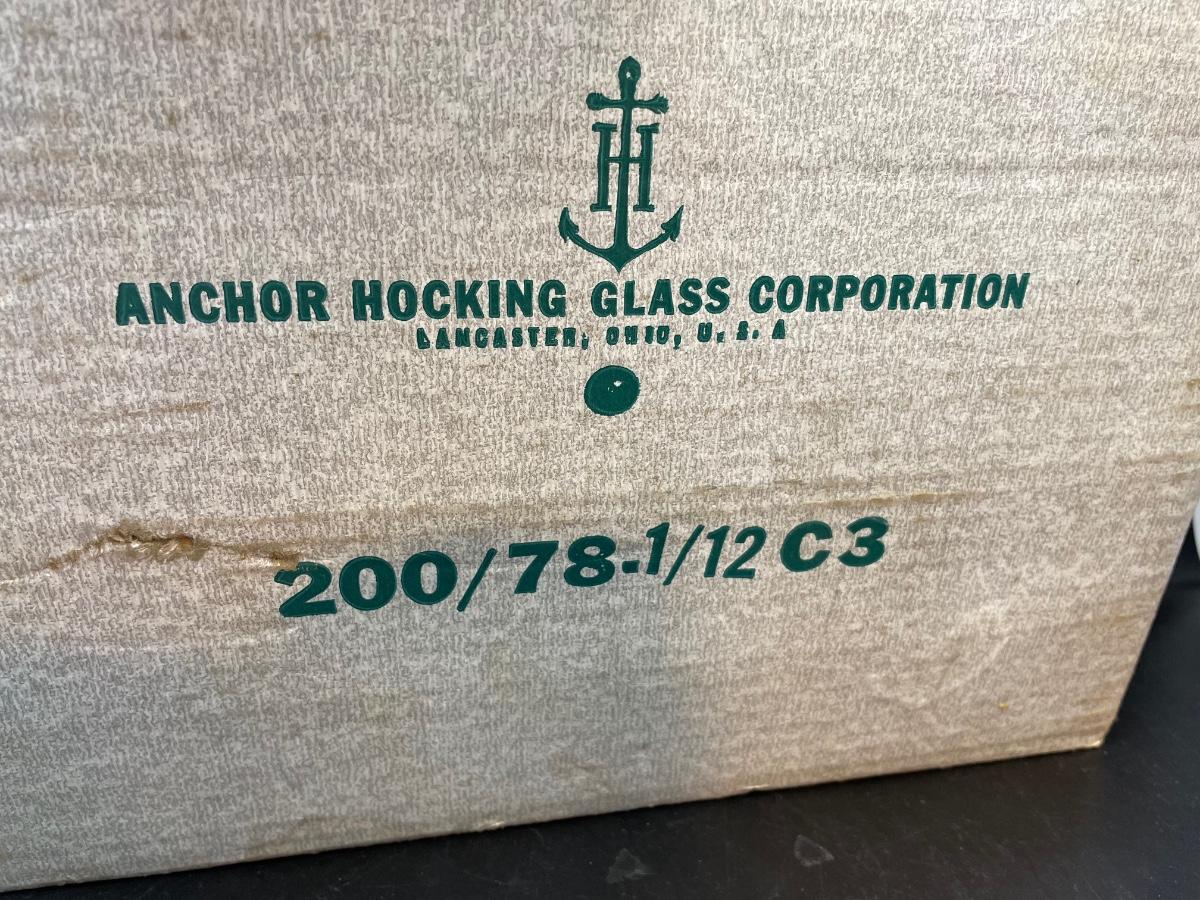 H
ANCHOR HOCKING GLASS CORPORATION
LANCASTER, OHIO, U. S. A
200/78-1/12 C3